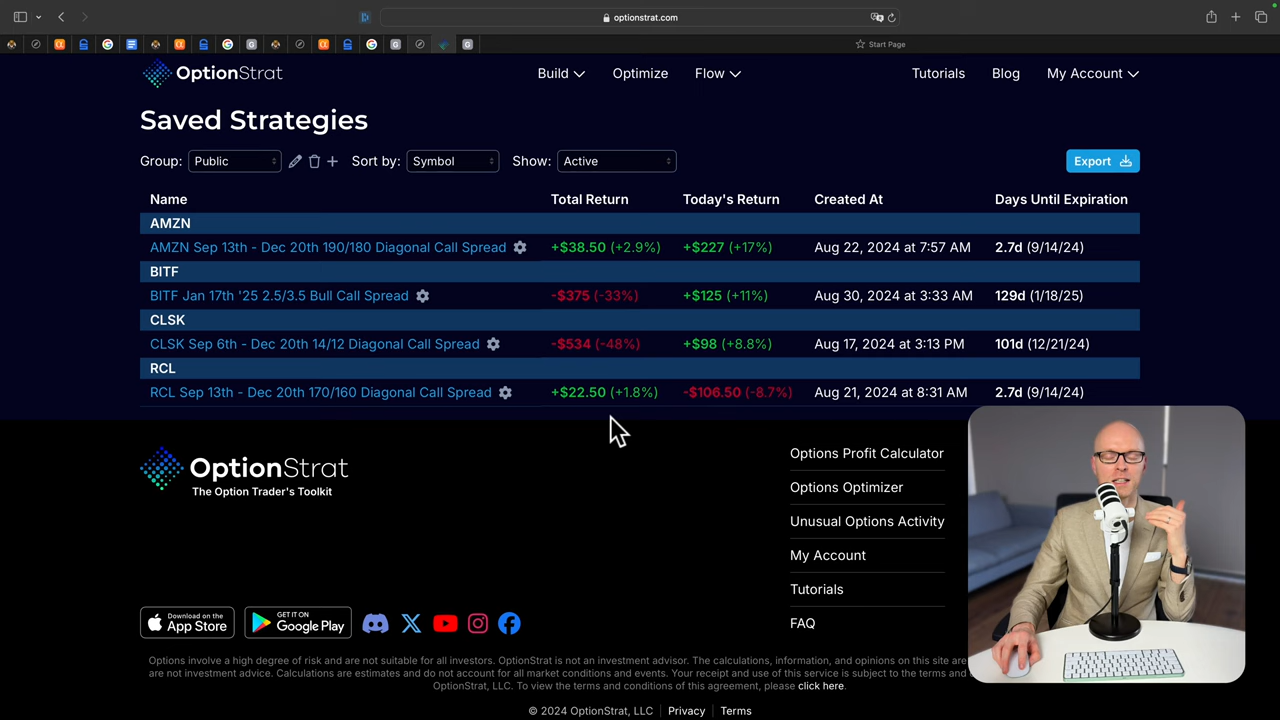 optionstrat.com
Start Page
OptionStrat
Build
Optimize
Flow
Tutorials
Blog
My Account
Saved Strategies
Group:
Public
Sort by:
Symbol
Show:
Active
Export
Name
Total Return
Today's Return
Created At
Days Until Expiration
AMZN
AMZN Sep 13th - Dec 20th 190/180 Diagonal Call Spread
+$38.50 (+2.9%)
+$227 (+17%)
Aug 22, 2024 at 7:57 AM
2.7d (9/14/24)
BITF
BITF Jan 17th '25 2.5/3.5 Bull Call Spread
-$375 (-33%)
+$125 (+11%)
Aug 30, 2024 at 3:33 AM
129d (1/18/25)
CLSK
CLSK Sep 6th - Dec 20th 14/12 Diagonal Call Spread
-$534 (-48%)
+$98 (+8.8%)
Aug 17, 2024 at 3:13 PM
101d (12/21/24)
RCL
RCL Sep 13th - Dec 20th 170/160 Diagonal Call Spread
+$22.50 (+1.8%)
-$106.50 (-8.7%)
Aug 21, 2024 at 8:31 AM
2.7d (9/14/24)
OptionStrat
The Option Trader's Toolkit
Options Profit Calculator
Options Optimizer
Unusual Options Activity
My Account
Tutorials
FAQ
Download on the
App Store
GET IT ON
Google Play
Options involve a high degree of risk and are not suitable for all investors. OptionStrat is not an investment advisor. The calculations, information, and opinions on this site are
are not investment advice. Calculations are estimates and do not account for all market conditions and events. Your receipt and use of this service is subject to the terms and
OptionStrat, LLC. To view the terms and conditions of this agreement, please click here.
© 2024 OptionStrat, LLC
Privacy
Terms